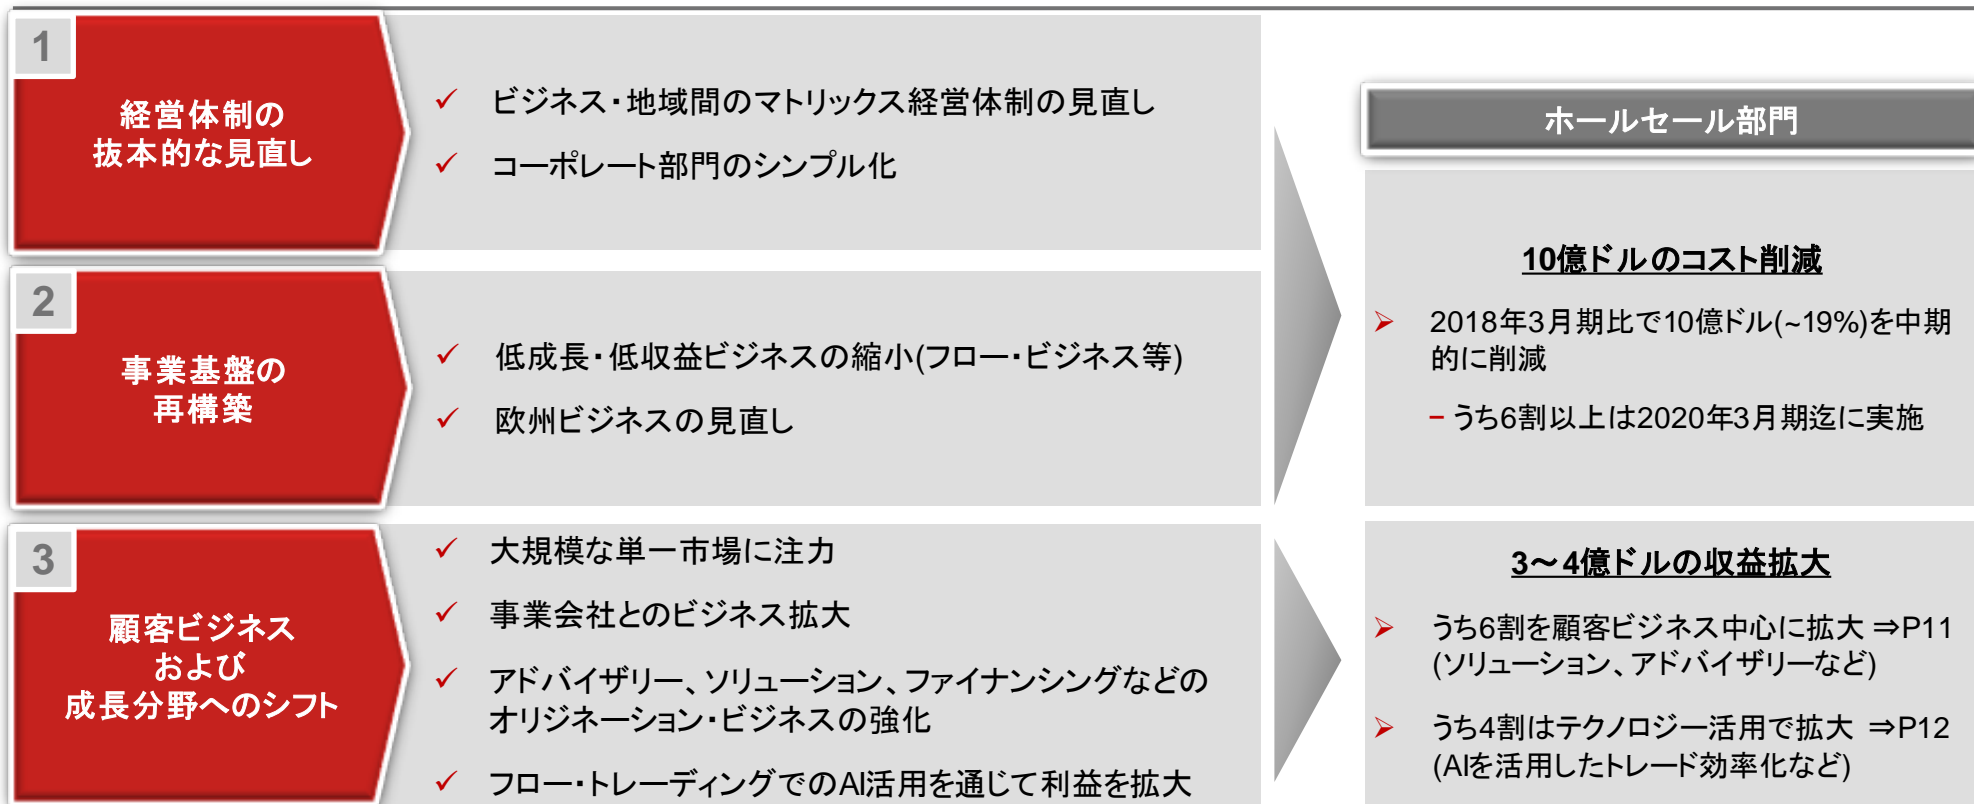 1
経営体制の
抜本的な見直し
✓ ビジネス・地域間のマトリックス経営体制の見直し
✓ コーポレート部門のシンプル化
2
事業基盤の
再構築
✓ 低成長・低収益ビジネスの縮小(フロー・ビジネス等)
✓ 欧州ビジネスの見直し
3
顧客ビジネス
および
成長分野へのシフト
✓ 大規模な単一市場に注力
✓ 事業会社とのビジネス拡大
✓ アドバイザリー、ソリューション、ファイナンシングなどの
オリジネーション・ビジネスの強化
✓ フロー・トレーディングでのAI活用を通じて利益を拡大
ホールセール部門
10億ドルのコスト削減
➢ 2018年3月期比で10億ドル(~19%)を中期
的に削減
− うち6割以上は2020年3月期迄に実施
3～4億ドルの収益拡大
➢ うち6割を顧客ビジネス中心に拡大 ⇒P11
(ソリューション、アドバイザリーなど)
➢ うち4割はテクノロジー活用で拡大 ⇒P12
(AIを活用したトレード効率化など)